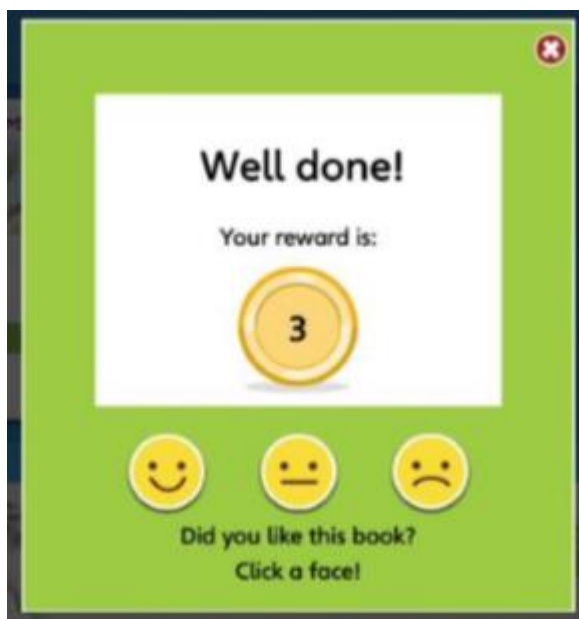 Well done!
Your reward is:
3
Did you like this book?
Click a face!